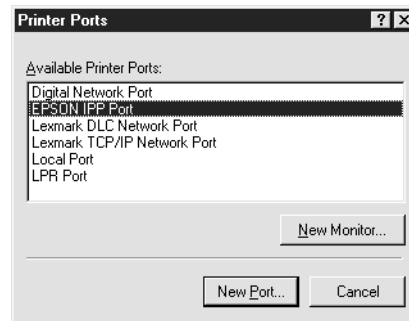 Printer Ports
Available Printer Ports:
Digital Network Port
EPSON IPP Port
Lexmark DLC Network Port
Lexmark TCP/IP Network Port
Local Port
LPR Port
New Monitor...
New Port... Cancel